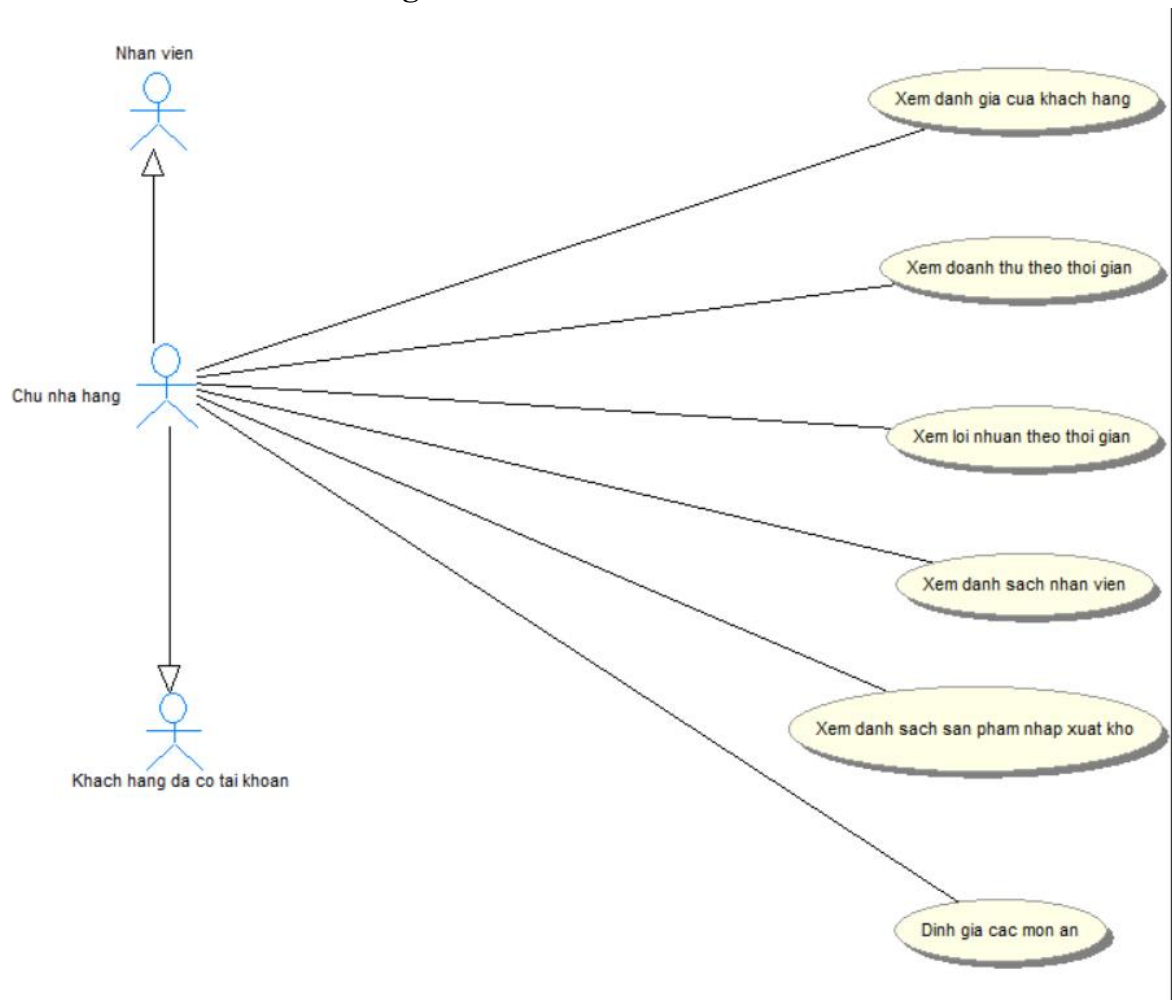 g
Nhan vien
Xem danh gia cua khach hang
Xem doanh thu theo thoi gian
Chu nha hang
Xem loi nhuan theo thoi gian
Xem danh sach nhan vien
Xem danh sach san pham nhap xuat kho
Khach hang da co tai khoan
Dinh gia cac mon an